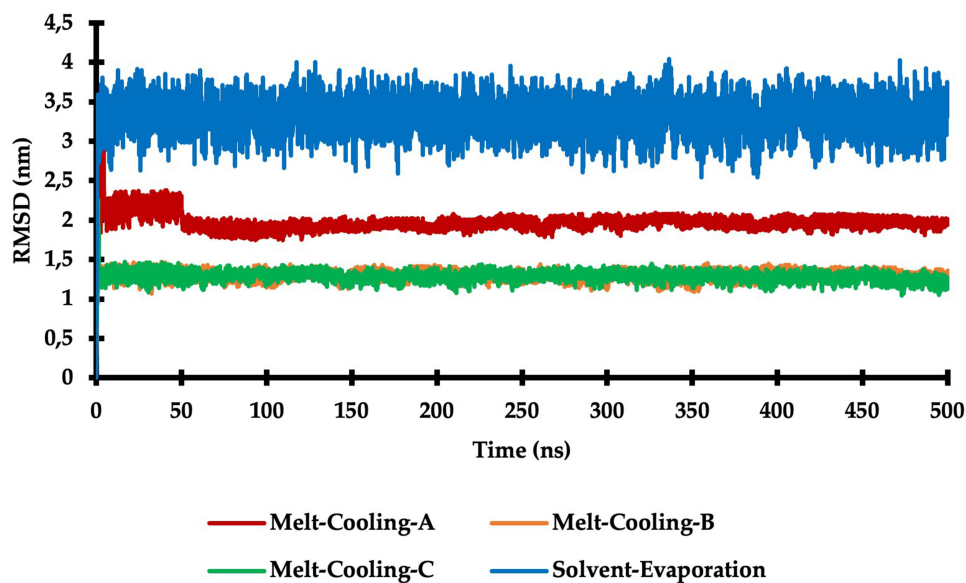 4,5
4
3,5
3
2,5
2
1,5
1
0,5
0
RMSD (nm)
0 50 100 150 200 250 300 350 400 450 500
Time (ns)
Melt-Cooling-A Melt-Cooling-B
Melt-Cooling-C Solvent-Evaporation